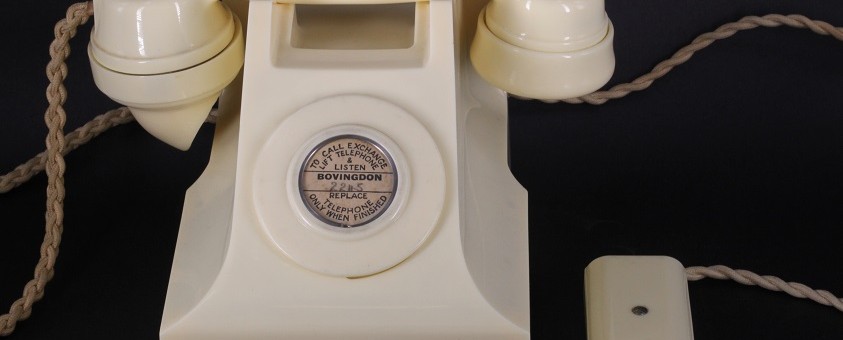 TO CALL EXCHANGE
LIFT TELEPHONE
&
LISTEN
BOVINGDON
2245
REPLACE
TELEPHONE
ONLY WHEN FINISHED